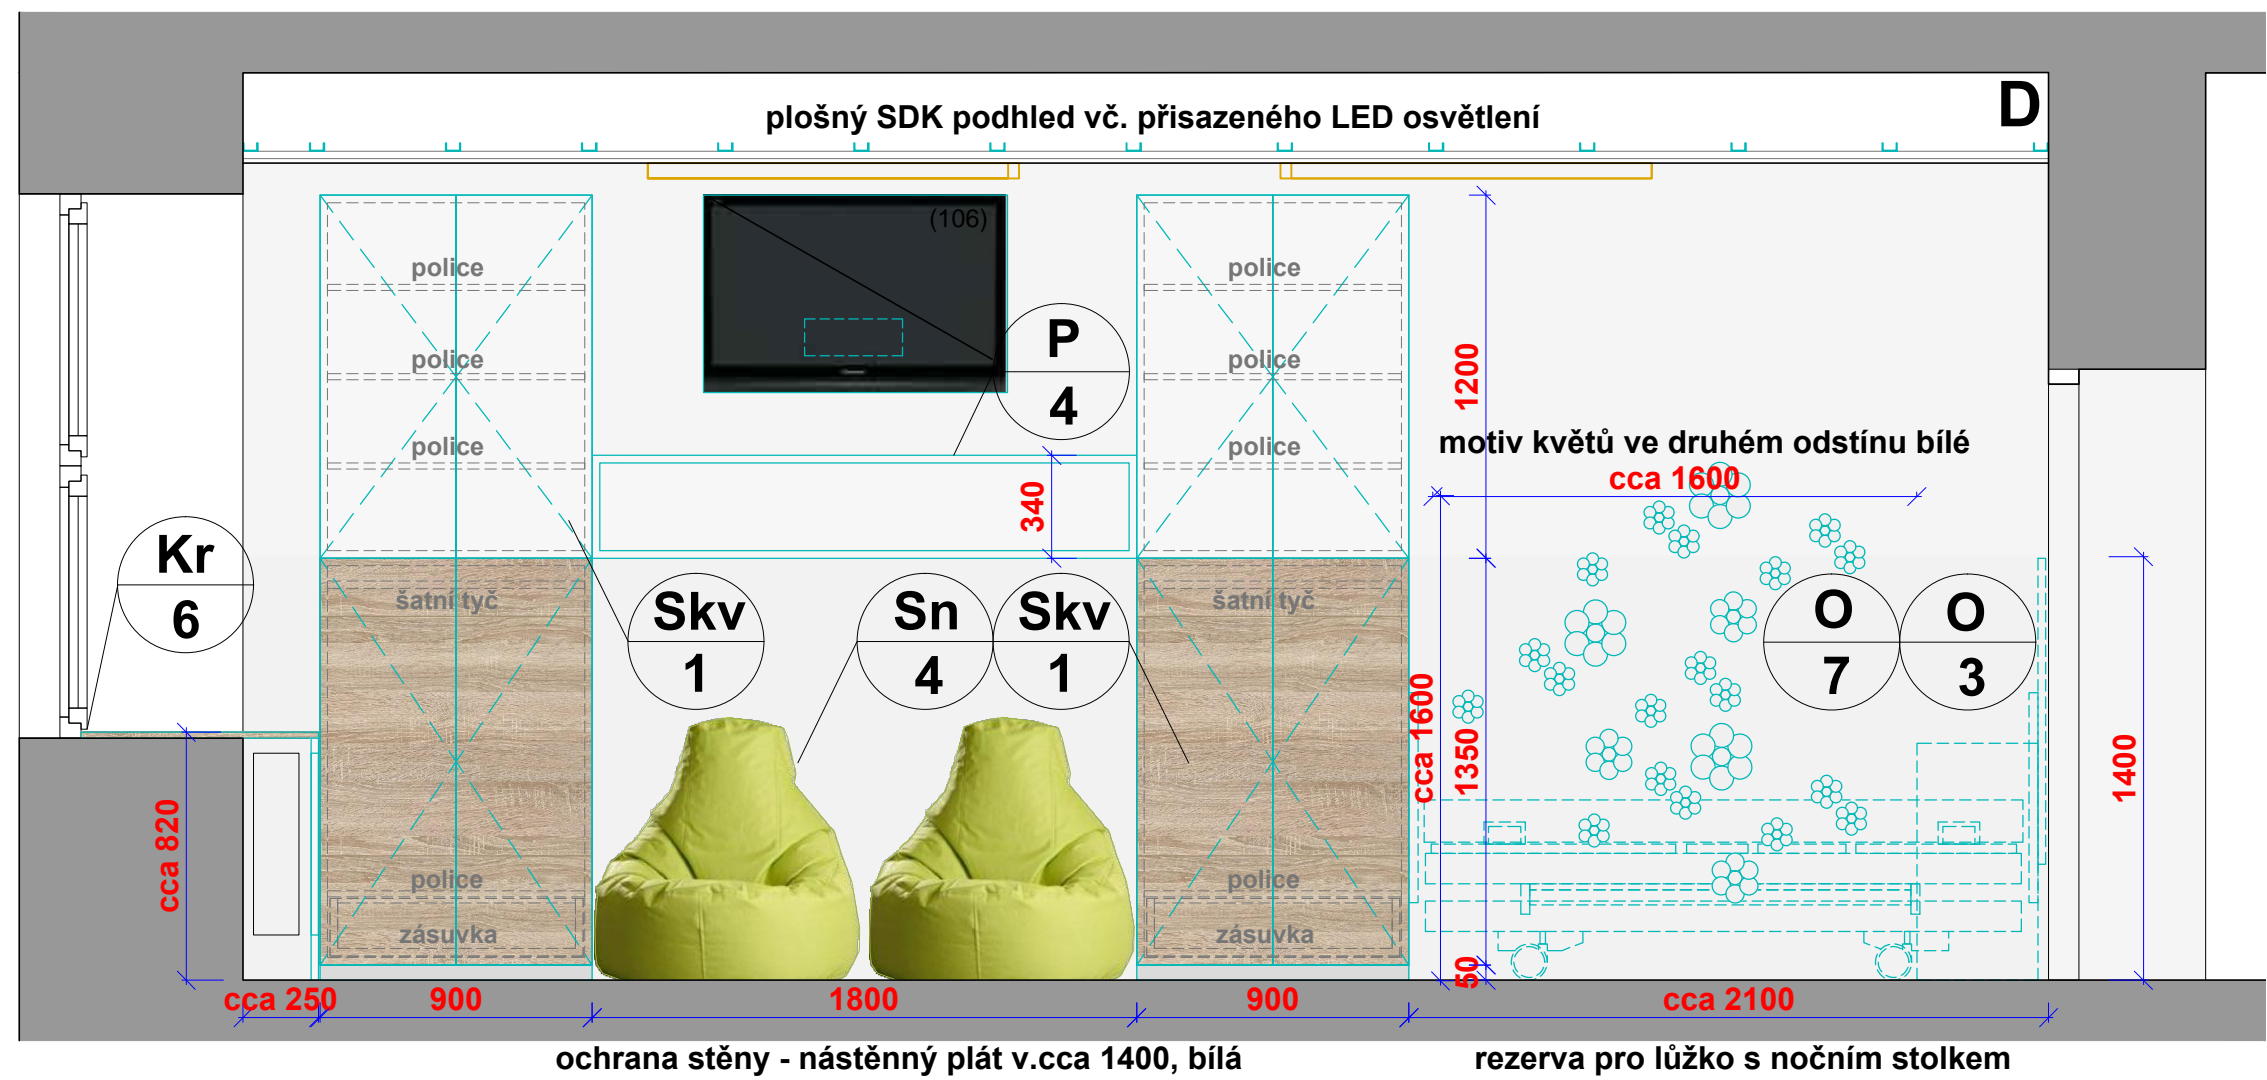 D
plošný SDK podhled vč. přisazeného LED osvětlení
(106)
police
police
P
4
police
police
1200
police
police
motiv květů ve druhém odstínu bílé
cca 1600
340
Kr
6
šatní tyč
Skv
1
Sn
4
Skv
1
šatní tyč
O
7
O
3
cca 1600
1350
1400
cca 820
police
police
zásuvka
zásuvka
50
cca 250
900
1800
900
cca 2100
ochrana stěny - nástěnný plát v.cca 1400, bílá
rezerva pro lůžko s nočním stolkem